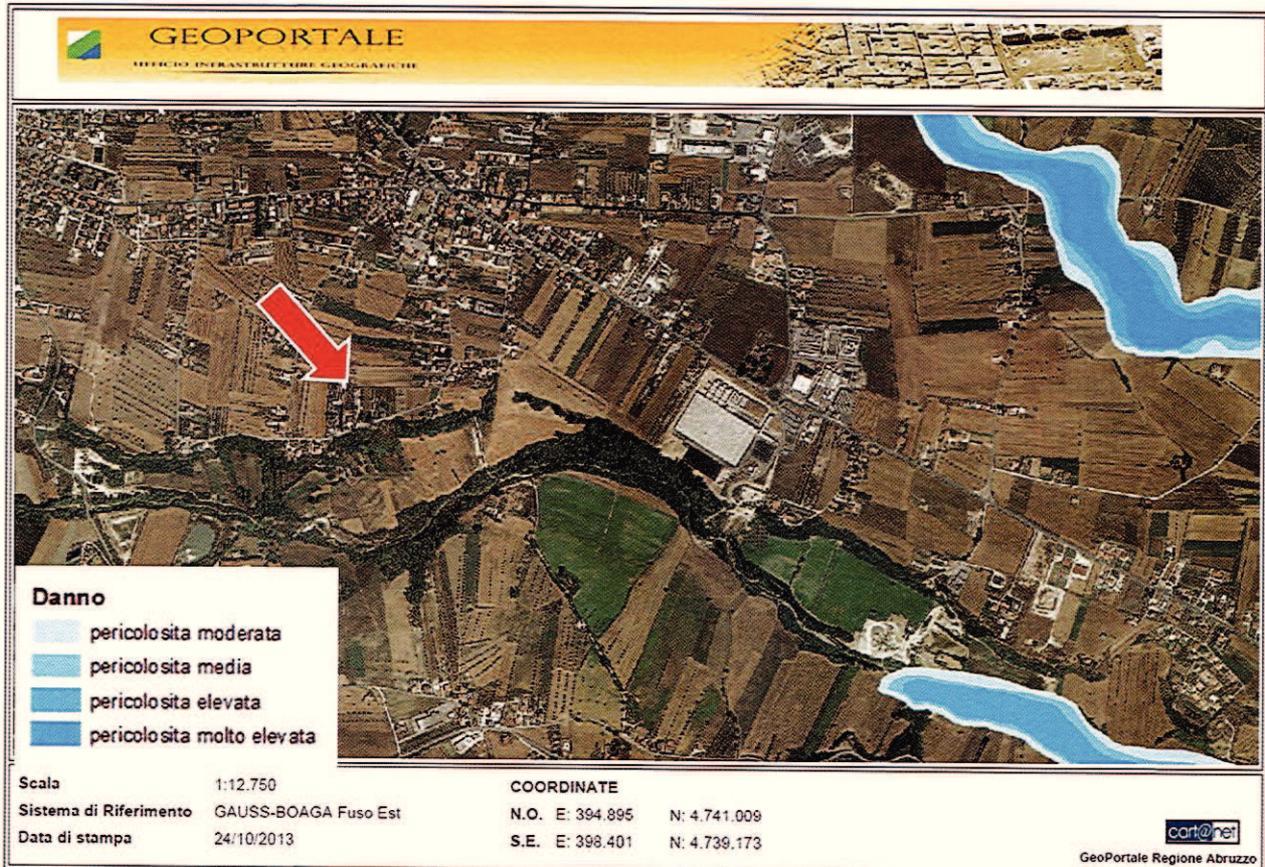 GEOPORTALE
UFFICIO INFRASTRUTTURE GEOGRAFICHE
Danno
pericolosita moderata
pericolosita media
pericolosita elevata
pericolosita molto elevata
Scala 1:12.750
Sistema di Riferimento GAUSS-BOAGA Fuso Est
Data di stampa 24/10/2013
COORDINATE
N.O. E: 394.895 N: 4.741.009
S.E. E: 398.401 N: 4.739.173
cart@net
GeoPortale Regione Abruzzo